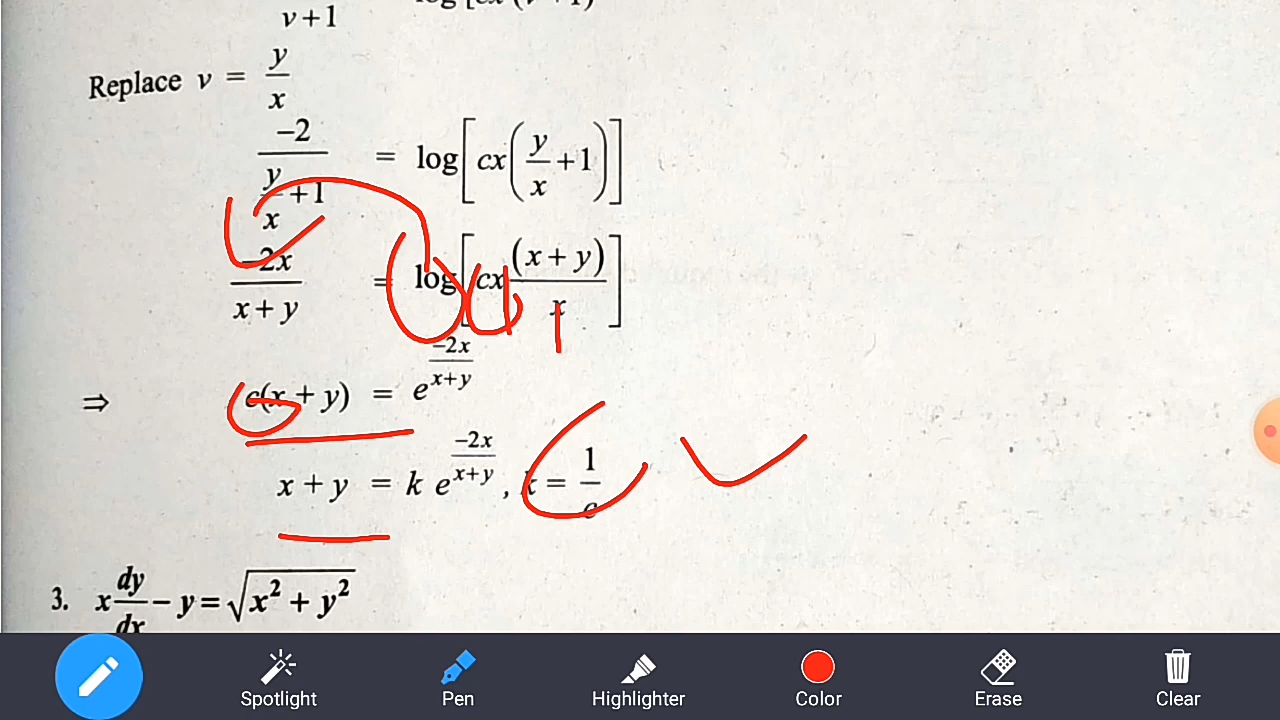 v+1
Replace v = y/x
-2/(y/x +1) = log[cx(y/x +1)]
-2x/(x+y) = log[cx (x+y)/x]
⇒ c(x+y) = e^(-2x/(x+y))
x+y = k e^(-2x/(x+y)), k = 1/c
3. x dy/dx − y = √(x² + y²)
Spotlight Pen Highlighter Color Erase Clear